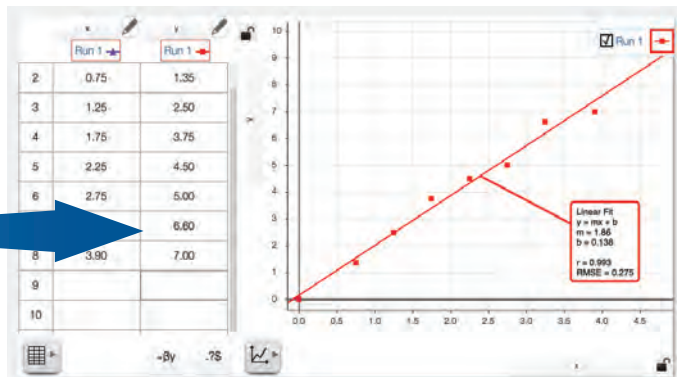 x y
Run 1 Run 1
2 0.75 1.35
3 1.25 2.50
4 1.75 3.75
5 2.25 4.50
6 2.75 5.00
6.60
8 3.90 7.00
9
10
-βy .?$
10
9
8
7
6
5
4
3
2
1
0
y
0.0 0.5 1.0 1.5 2.0 2.5 3.0 3.5 4.0 4.5
Run 1
Linear Fit
y = mx + b
m = 1.86
b = 0.138
r = 0.993
RMSE = 0.275